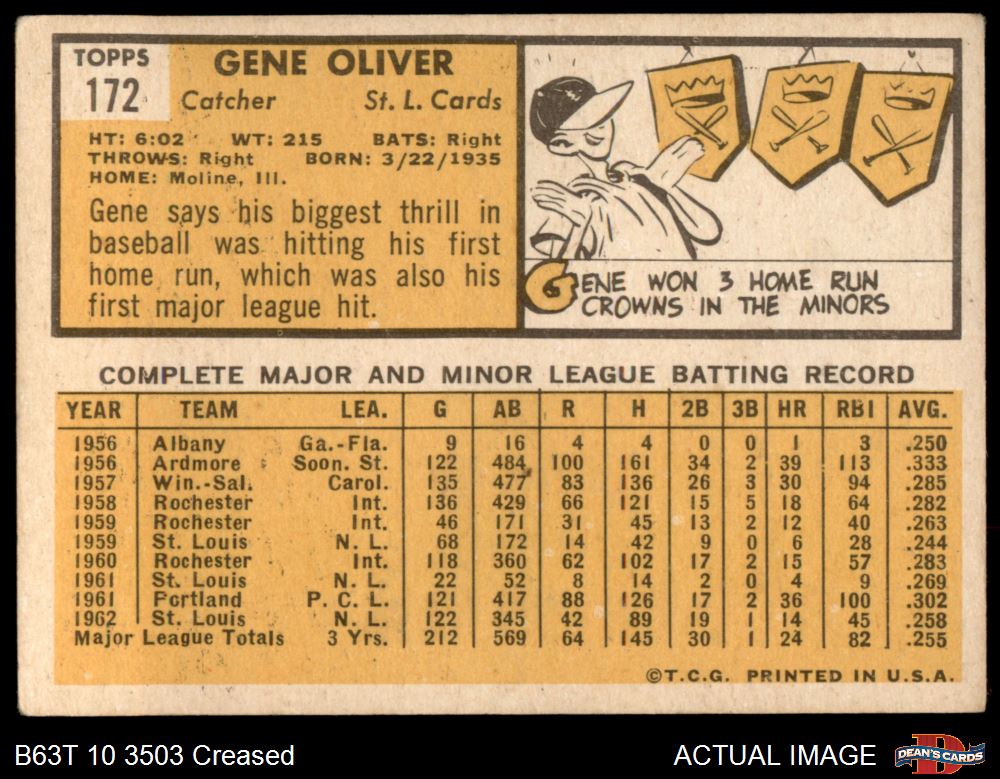 TOPPS
172
GENE OLIVER
Catcher St. L. Cards
HT: 6:02 WT: 215 BATS: Right
THROWS: Right BORN: 3/22/1935
HOME: Moline, Ill.
Gene says his biggest thrill in
baseball was hitting his first
home run, which was also his
first major league hit.
GENE WON 3 HOME RUN
CROWNS IN THE MINORS
COMPLETE MAJOR AND MINOR LEAGUE BATTING RECORD
YEAR TEAM LEA. G AB R H 2B 3B HR RBI AVG.
1956 Albany Ga.-Fla. 9 16 4 4 0 0 1 3 .250
1956 Ardmore Soon. St. 122 484 100 161 34 2 39 113 .333
1957 Win.-Sal. Carol. 135 477 83 136 26 3 30 94 .285
1958 Rochester Int. 136 429 66 121 15 5 18 64 .282
1959 Rochester Int. 46 171 31 45 13 2 12 40 .263
1959 St. Louis N. L. 68 172 14 42 9 0 6 28 .244
1960 Rochester Int. 118 360 62 102 17 2 15 57 .283
1961 St. Louis N. L. 22 52 8 14 2 0 4 9 .269
1961 Portland P. C. L. 121 417 88 126 17 2 36 100 .302
1962 St. Louis N. L. 122 345 42 89 19 1 14 45 .258
Major League Totals 3 Yrs. 212 569 64 145 30 1 24 82 .255
©T.C.G. PRINTED IN U.S.A.
B63T 10 3503 Creased ACTUAL IMAGE DEAN'S CARDS